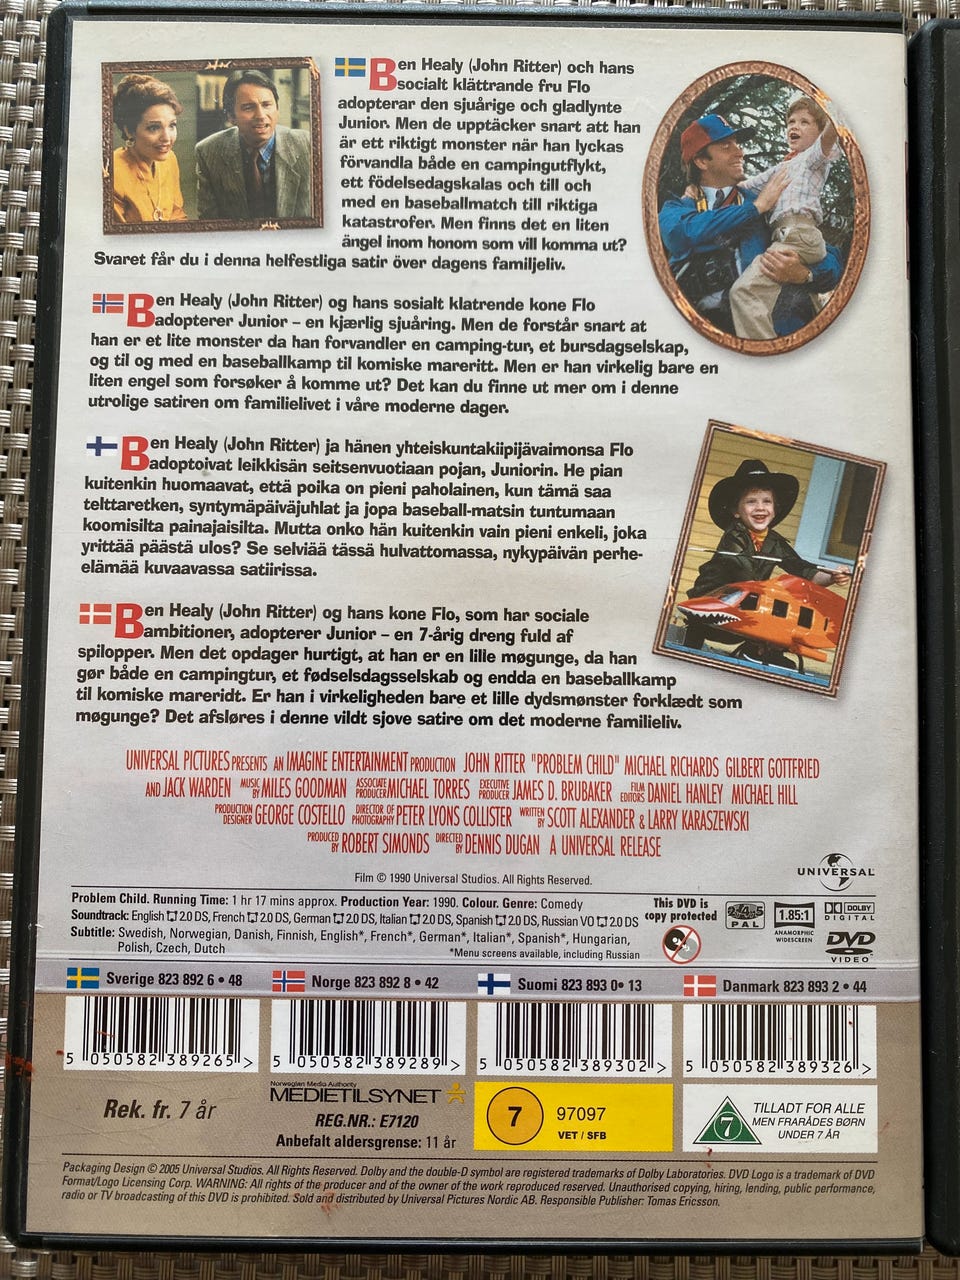 Ben Healy (John Ritter) och hans
socialt klättrande fru Flo
adopterar den sjuårige och gladlynte
Junior. Men de upptäcker snart att han
är ett riktigt monster när han lyckas
förvandla både en campingutflykt,
ett födelsedagskalas och till och
med en baseballmatch till riktiga
katastrofer. Men finns det en liten
ängel inom honom som vill komma ut?
Svaret får du i denna helfestliga satir över dagens familjeliv.
Ben Healy (John Ritter) og hans sosialt klatrende kone Flo
adopterer Junior – en kjærlig sjuåring. Men de forstår snart at
han er et lite monster da han forvandler en camping-tur, et bursdagselskap,
og til og med en baseballkamp til komiske mareritt. Men er han virkelig bare en
liten engel som forsøker å komme ut? Det kan du finne ut mer om i denne
utrolige satiren om familielivet i våre moderne dager.
Ben Healy (John Ritter) ja hänen yhteiskuntakiipijävaimonsa Flo
adoptoivat leikkisän seitsenvuotiaan pojan, Juniorin. He pian
kuitenkin huomaavat, että poika on pieni paholainen, kun tämä saa
telttaretken, syntymäpäiväjuhlat ja jopa baseball-matsin tuntumaan
koomisilta painajaisilta. Mutta onko hän kuitenkin vain pieni enkeli, joka
yrittää päästä ulos? Se selviää tässä hulvattomassa, nykypäivän perhe-
elämää kuvaavassa satiirissa.
Ben Healy (John Ritter) og hans kone Flo, som har sociale
ambitioner, adopterer Junior – en 7-årig dreng fuld af
spilopper. Men det opdager hurtigt, at han er en lille møgunge, da han
gør både en campingtur, et fødselsdagsselskab og endda en baseballkamp
til komiske mareridt. Er han i virkeligheden bare et lille dydsmønster forklædt som
møgunge? Det afsløres i denne vildt sjove satire om det moderne familieliv.
UNIVERSAL PICTURES PRESENTS AN IMAGINE ENTERTAINMENT PRODUCTION JOHN RITTER "PROBLEM CHILD" MICHAEL RICHARDS GILBERT GOTTFRIED
AND JACK WARDEN MUSIC BY MILES GOODMAN ASSOCIATE PRODUCER MICHAEL TORRES EXECUTIVE PRODUCER JAMES D. BRUBAKER FILM EDITORS DANIEL HANLEY MICHAEL HILL
PRODUCTION DESIGNER GEORGE COSTELLO DIRECTOR OF PHOTOGRAPHY PETER LYONS COLLISTER WRITTEN BY SCOTT ALEXANDER & LARRY KARASZEWSKI
PRODUCED BY ROBERT SIMONDS DIRECTED BY DENNIS DUGAN A UNIVERSAL RELEASE
Film © 1990 Universal Studios. All Rights Reserved.
UNIVERSAL
Problem Child. Running Time: 1 hr 17 mins approx. Production Year: 1990. Colour. Genre: Comedy
Soundtrack: English 2.0 DS, French 2.0 DS, German 2.0 DS, Italian 2.0 DS, Spanish 2.0 DS, Russian VO 2.0 DS
Subtitle: Swedish, Norwegian, Danish, Finnish, English*, French*, German*, Italian*, Spanish*, Hungarian,
Polish, Czech, Dutch
*Menu screens available, including Russian
This DVD is
copy protected
2 4 5
PAL
1.85:1
ANAMORPHIC
WIDESCREEN
DOLBY
DIGITAL
DVD
VIDEO
Sverige 823 892 6 • 48
Norge 823 892 8 • 42
Suomi 823 893 0 • 13
Danmark 823 893 2 • 44
5 050582 389265 >
5 050582 389289 >
5 050582 389302 >
5 050582 389326 >
Rek. fr. 7 år
Norwegian Media Authority
MEDIETILSYNET
REG.NR.: E7120
Anbefalt aldersgrense: 11 år
7
97097
VET / SFB
7
TILLADT FOR ALLE
MEN FRARÅDES BØRN
UNDER 7 ÅR
Packaging Design © 2005 Universal Studios. All Rights Reserved. Dolby and the double-D symbol are registered trademarks of Dolby Laboratories. DVD Logo is a trademark of DVD
Format/Logo Licensing Corp. WARNING: All rights of the producer and of the owner of the work reproduced reserved. Unauthorised copying, hiring, lending, public performance,
radio or TV broadcasting of this DVD is prohibited. Sold and distributed by Universal Pictures Nordic AB. Responsible Publisher: Tomas Ericsson.